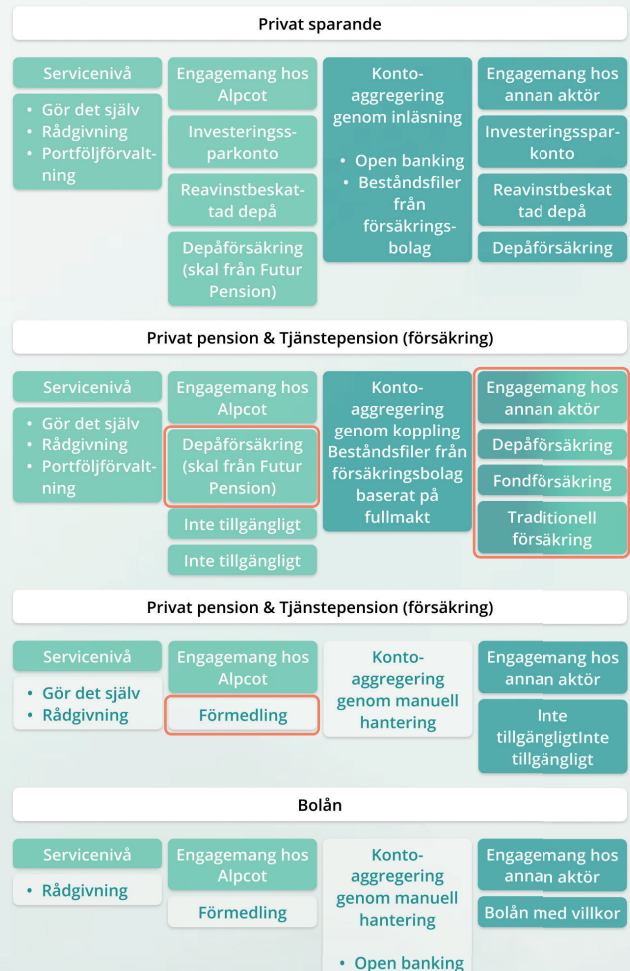 Privat sparande
Servicenivå
• Gör det själv
• Rådgivning
• Portföljförvalt-
ning
Engagemang hos
Alpcot
Investeringss-
parkonto
Reavinstbeskat-
tad depå
Depåförsäkring
(skal från Futur
Pension)
Konto-
aggregering
genom inläsning
• Open banking
• Beståndsfiler
från
försäkrings-
bolag
Engagemang hos
annan aktör
Investeringsspar-
konto
Reavinstbeskat
tad depå
Depåförsäkring
Privat pension & Tjänstepension (försäkring)
Servicenivå
• Gör det själv
• Rådgivning
• Portföljförvalt-
ning
Engagemang hos
Alpcot
Depåförsäkring
(skal från Futur
Pension)
Inte tillgängligt
Inte tillgängligt
Konto-
aggregering
genom koppling
Beståndsfiler från
försäkringsbolag
baserat på
fullmakt
Engagemang hos
annan aktör
Depåförsäkring
Fondförsäkring
Traditionell
försäkring
Privat pension & Tjänstepension (försäkring)
Servicenivå
• Gör det själv
• Rådgivning
Engagemang hos
Alpcot
Förmedling
Konto-
aggregering
genom manuell
hantering
Engagemang hos
annan aktör
Inte
tillgängligtInte
tillgängligt
Bolån
Servicenivå
• Rådgivning
Engagemang hos
Alpcot
Förmedling
Konto-
aggregering
genom manuell
hantering
• Open banking
Engagemang hos
annan aktör
Bolån med villkor